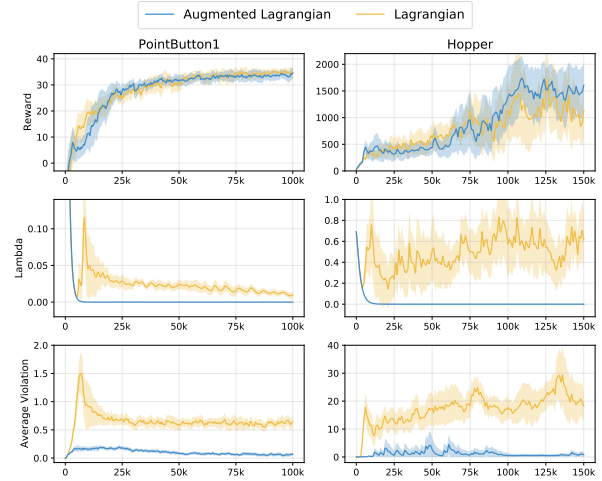 Augmented Lagrangian Lagrangian
PointButton1 Hopper
Reward
40
30
20
10
0
0 25k 50k 75k 100k
2000
1500
1000
500
0
0 25k 50k 75k 100k 125k 150k
Lambda
0.10
0.05
0.00
0 25k 50k 75k 100k
1.0
0.8
0.6
0.4
0.2
0.0
0 25k 50k 75k 100k 125k 150k
Average Violation
2.0
1.5
1.0
0.5
0.0
0 25k 50k 75k 100k
40
30
20
10
0
0 25k 50k 75k 100k 125k 150k